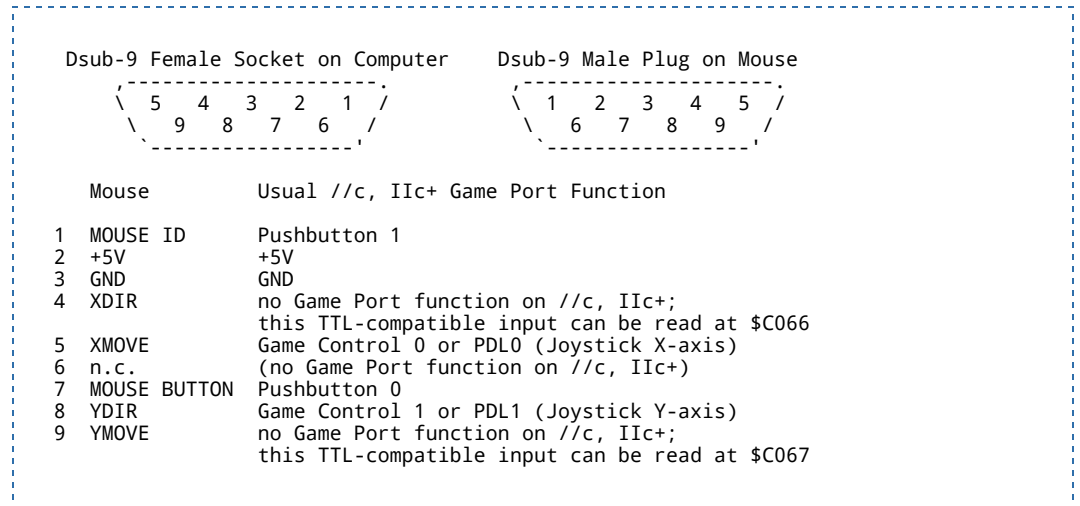 Dsub-9 Female Socket on Computer    Dsub-9 Male Plug on Mouse
     ,---------------------.           ,---------------------.
     \  5   4   3   2   1  /           \  1   2   3   4   5  /
      \   9   8   7   6   /             \   6   7   8   9   /
       `-----------------'               `-----------------'
   Mouse         Usual //c, IIc+ Game Port Function
1  MOUSE ID      Pushbutton 1
2  +5V           +5V
3  GND           GND
4  XDIR          no Game Port function on //c, IIc+;
                 this TTL-compatible input can be read at $C066
5  XMOVE         Game Control 0 or PDL0 (Joystick X-axis)
6  n.c.          (no Game Port function on //c, IIc+)
7  MOUSE BUTTON  Pushbutton 0
8  YDIR          Game Control 1 or PDL1 (Joystick Y-axis)
9  YMOVE         no Game Port function on //c, IIc+;
                 this TTL-compatible input can be read at $C067